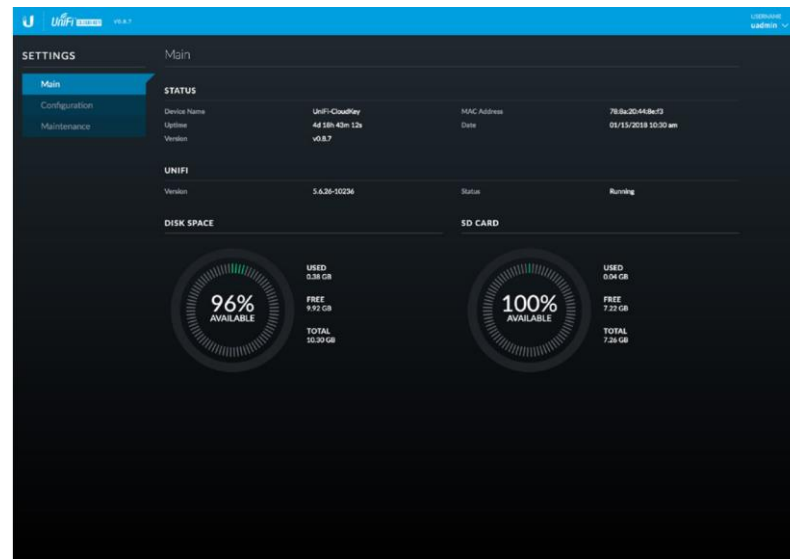 UniFi v0.8.7
USERNAME
uadmin
SETTINGS
Main
Configuration
Maintenance
Main
STATUS
Device Name UniFi-CloudKey MAC Address 78:8a:20:44:8e:f3
Uptime 4d 18h 43m 12s Date 01/15/2018 10:30 am
Version v0.8.7
UNIFI
Version 5.6.26-10236 Status Running
DISK SPACE SD CARD
96%
AVAILABLE
USED
0.38 GB
FREE
9.92 GB
TOTAL
10.30 GB
100%
AVAILABLE
USED
0.04 GB
FREE
7.22 GB
TOTAL
7.26 GB